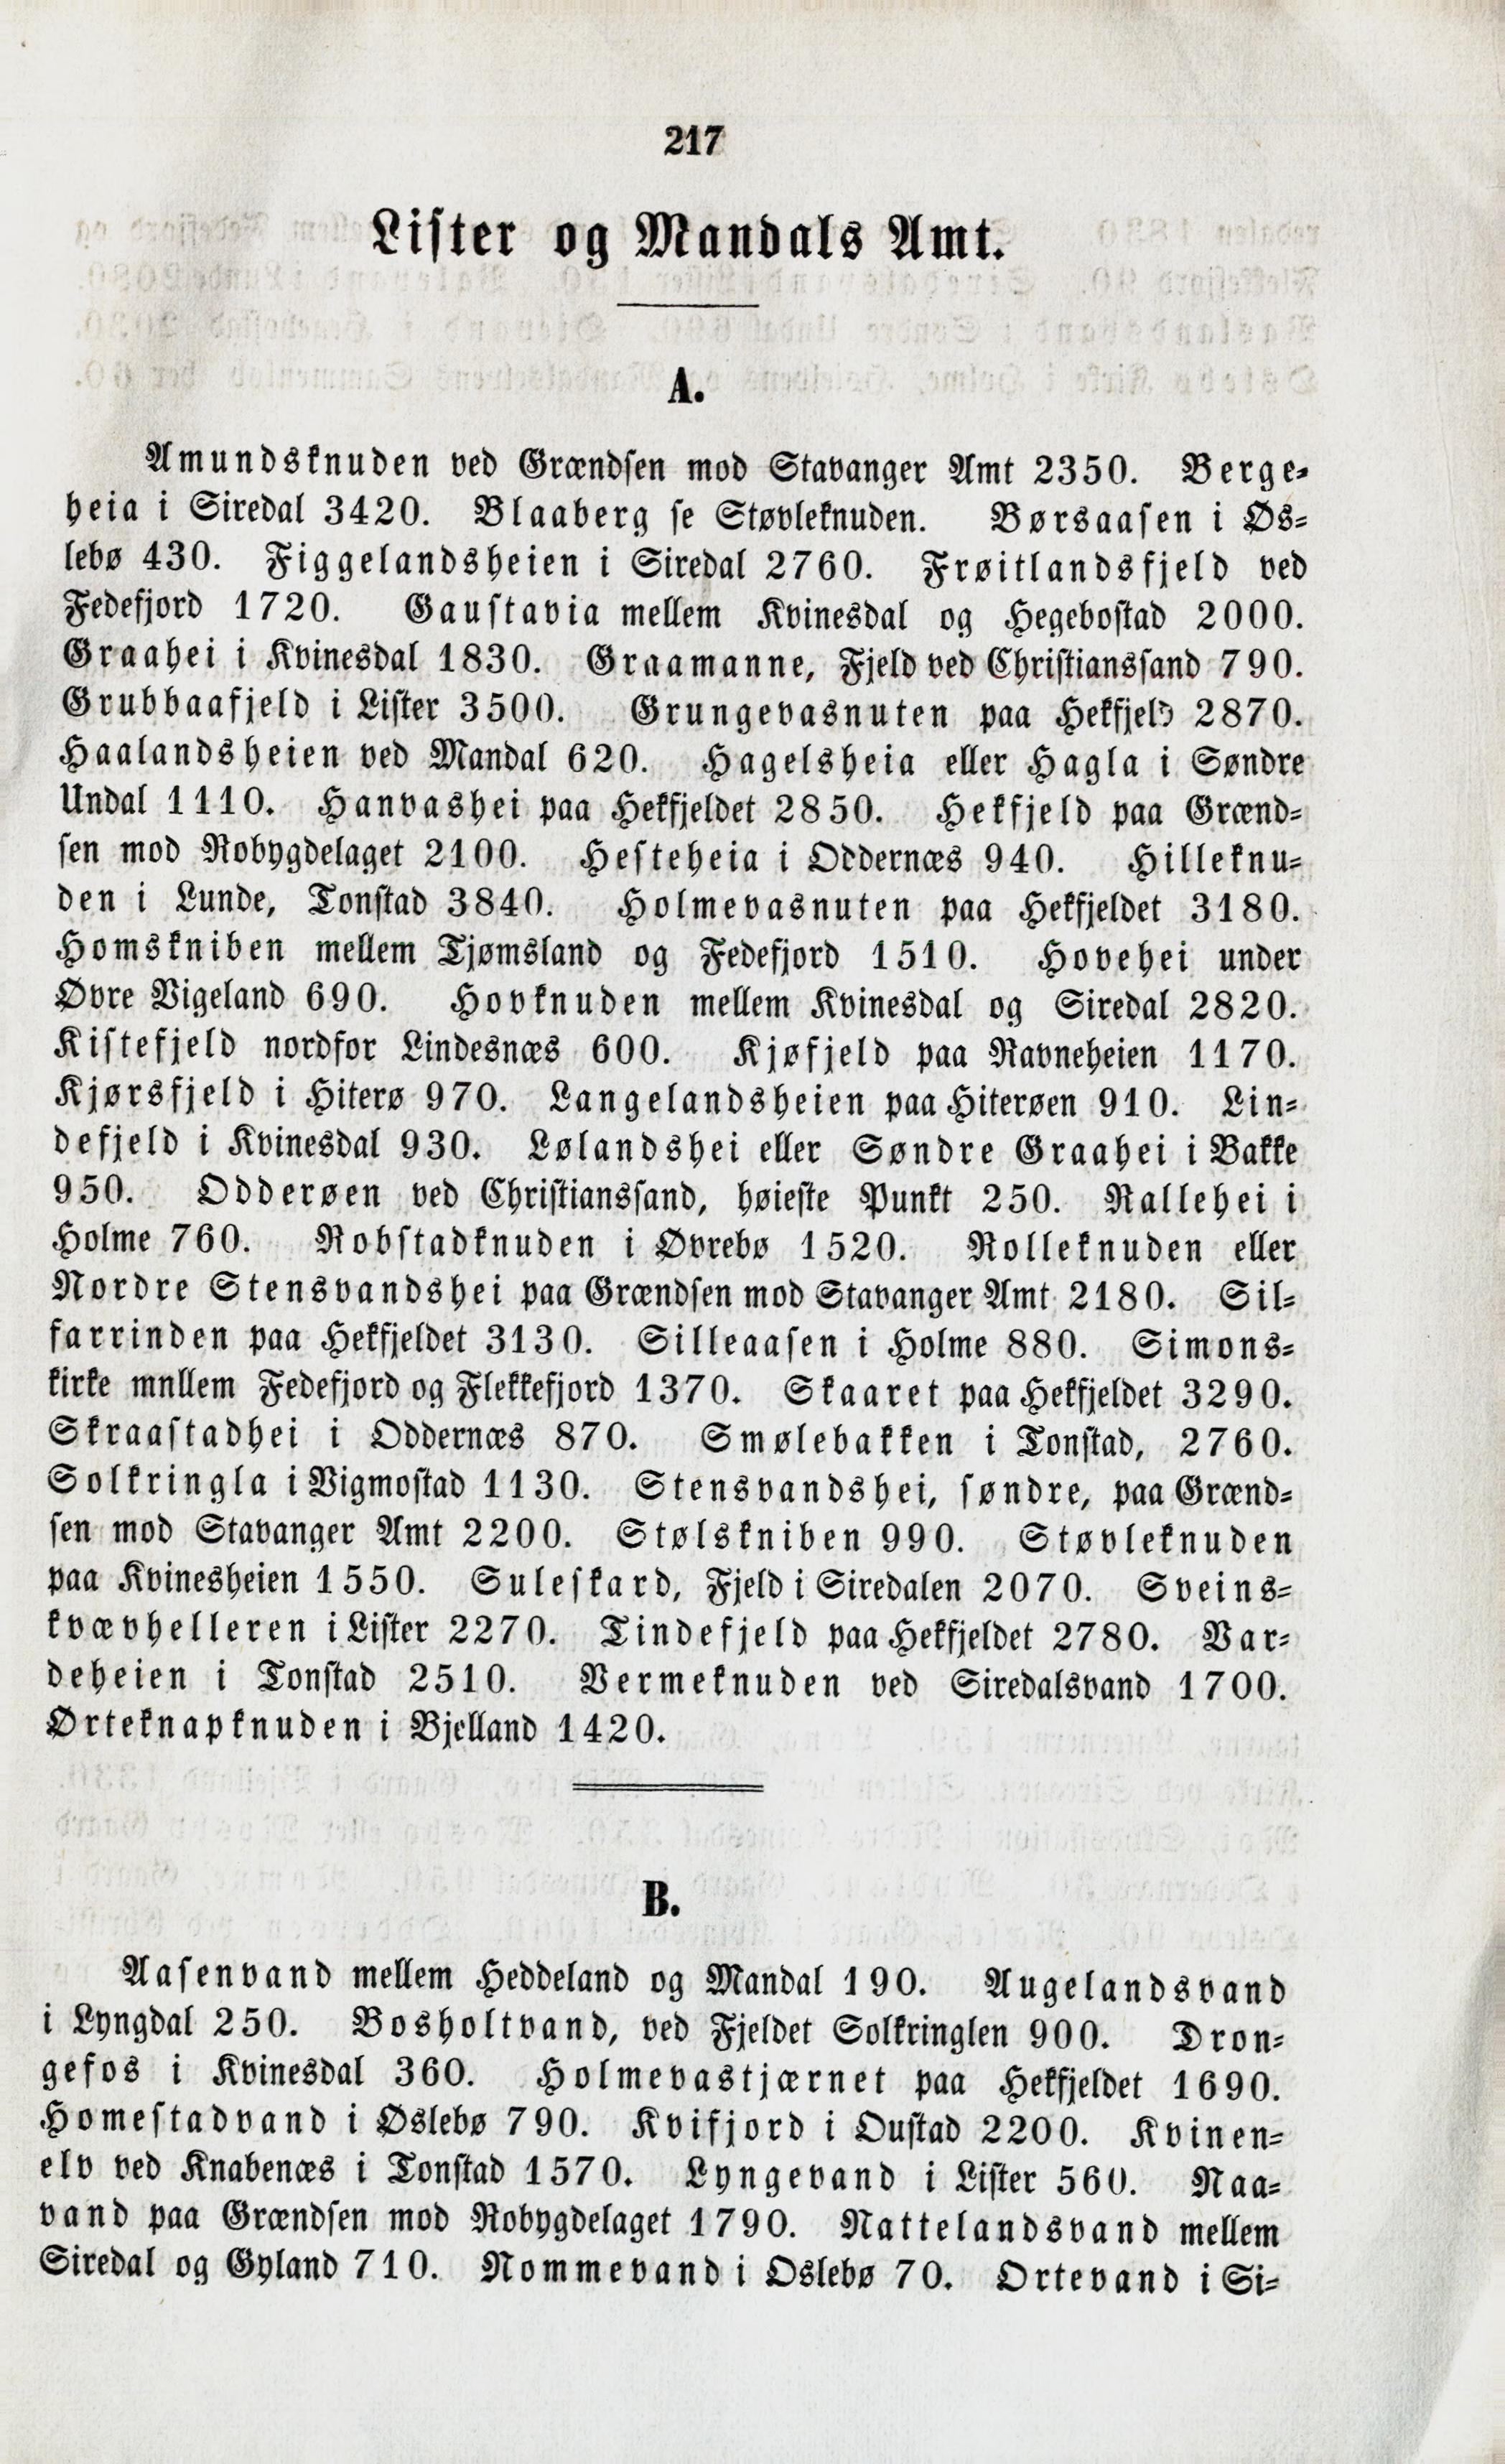 217
Lister og Mandals Amt.
A.
Amundsknuden ved Grændsen mod Stavanger Amt 2350. Berge-
heia i Siredal 3420. Blaaberg se Støvleknuden. Børsaasen i Øs-
lebø 430. Figgelandsheien i Siredal 2760. Frøitlandsfjeld ved
Fedefjord 1720. Gaustavia mellem Kvinesdal og Hegebostad 2000.
Graahei i Kvinesdal 1830. Graamanne, Fjeld ved Christianssand 790.
Grubbaafjeld i Lister 3500. Grungevasnuten paa Hekfjeld 2870.
Haalandsheien ved Mandal 620. Hagelsheia eller Hagla i Søndre
Undal 1110. Hanvashei paa Hekfjeldet 2850. Hekfjeld paa Grænd-
sen mod Robygdelaget 2100. Hesteheia i Oddernæs 940. Hilleknu-
den i Lunde, Tonstad 3840. Holmevasnuten paa Hekfjeldet 3180.
Homskniben mellem Tjømsland og Fedefjord 1510. Hovehei under
Øvre Vigeland 690. Hovknuden mellem Kvinesdal og Siredal 2820.
Kistefjeld nordfor Lindesnæs 600. Kjøfjeld paa Ravneheien 1170.
Kjørsfjeld i Hiterø 970. Langelandsheien paa Hiterøen 910. Lin-
defjeld i Kvinesdal 930. Lølandshei eller Søndre Graahei i Bakke
950. Odderøen ved Christianssand, høieste Punkt 250. Rallehei i
Holme 760. Robstadknuden i Øvrebø 1520. Rolleknuden eller
Nordre Stensvandshei paa Grændsen mod Stavanger Amt 2180. Sil-
farrinden paa Hekfjeldet 3130. Silleaasen i Holme 880. Simons-
kirke mnllem Fedefjord og Flekkefjord 1370. Skaaret paa Hekfjeldet 3290.
Skraastadhei i Oddernæs 870. Smølebakken i Tonstad, 2760.
Solkringla i Vigmostad 1130. Stensvandshei, søndre, paa Grænd-
sen mod Stavanger Amt 2200. Stølskniben 990. Støvleknuden
paa Kvinesheien 1550. Suleskard, Fjeld i Siredalen 2070. Sveins-
kvævhelleren i Lister 2270. Tindefjeld paa Hekfjeldet 2780. Var-
deheien i Tonstad 2510. Vermeknuden ved Siredalsvand 1700.
Ørteknapknuden i Bjelland 1420.
B.
Aasenvand mellem Heddeland og Mandal 190. Augelandsvand
i Lyngdal 250. Bosholtvand, ved Fjeldet Solkringlen 900. Dron-
gefos i Kvinesdal 360. Holmevastjærnet paa Hekfjeldet 1690.
Homestadvand i Øslebø 790. Kvifjord i Oustad 2200. Kvinen-
elv ved Knabenæs i Tonstad 1570. Lyngevand i Lister 560. Naa-
vand paa Grændsen mod Robygdelaget 1790. Nattelandsvand mellem
Siredal og Gyland 710. Nommevand i Oslebø 70. Ortevand i Si-